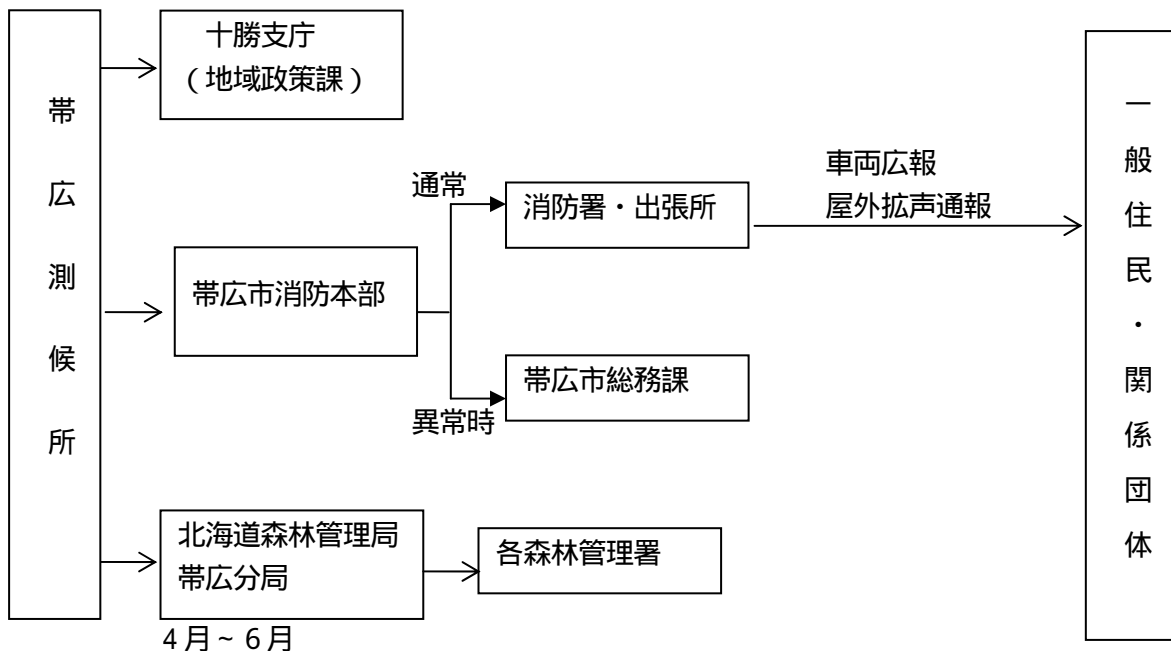 帯広測候所
十勝支庁
(地域政策課)
帯広市消防本部
通常
異常時
消防署・出張所
帯広市総務課
車両広報
屋外拡声通報
北海道森林管理局
帯広分局
4月~6月
各森林管理署
一般住民・関係団体